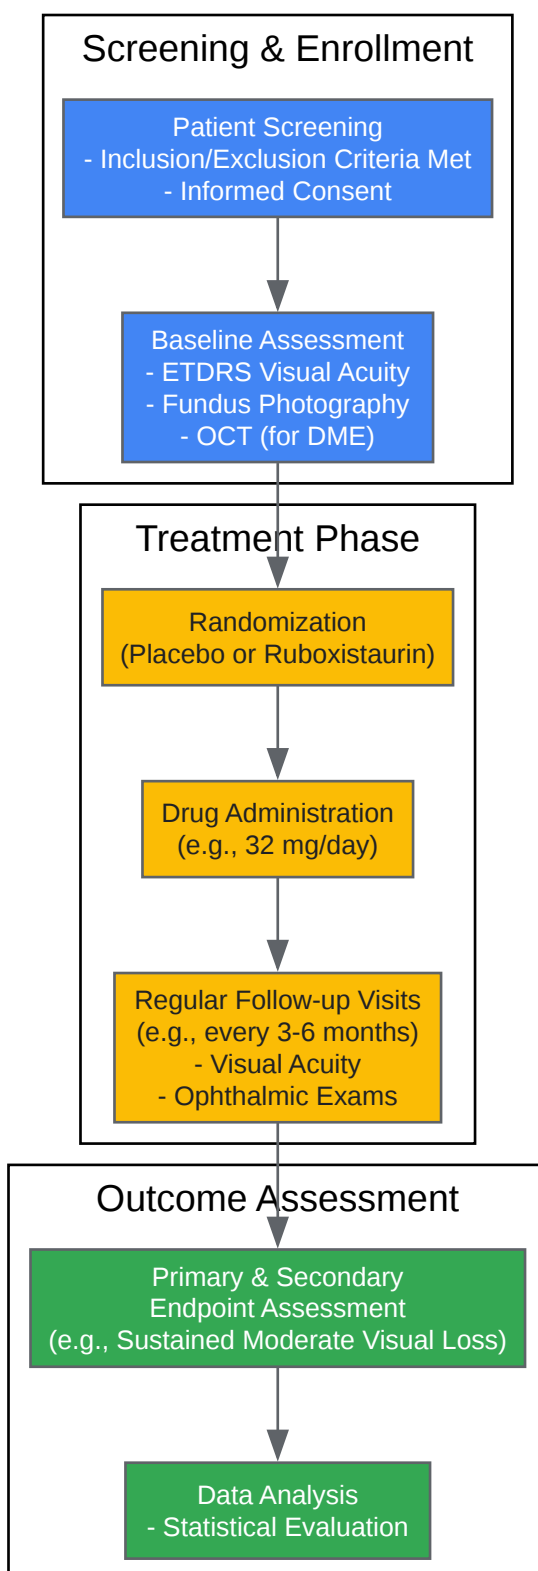 Screening & Enrollment
Patient Screening
- Inclusion/Exclusion Criteria Met
- Informed Consent
Baseline Assessment
- ETDRS Visual Acuity
- Fundus Photography
- OCT (for DME)
Treatment Phase
Randomization
(Placebo or Ruboxistaurin)
Drug Administration
(e.g., 32 mg/day)
Regular Follow-up Visits
(e.g., every 3-6 months)
- Visual Acuity
- Ophthalmic Exams
Outcome Assessment
Primary & Secondary
Endpoint Assessment
(e.g., Sustained Moderate Visual Loss)
Data Analysis
- Statistical Evaluation